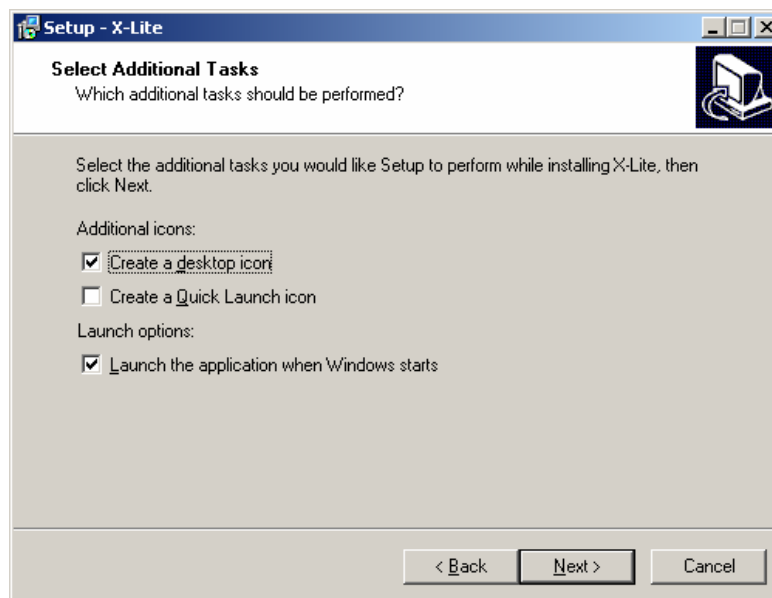 Setup - X-Lite
Select Additional Tasks
Which additional tasks should be performed?
Select the additional tasks you would like Setup to perform while installing X-Lite, then
click Next.
Additional icons:
Create a desktop icon
Create a Quick Launch icon
Launch options:
Launch the application when Windows starts
< Back Next > Cancel